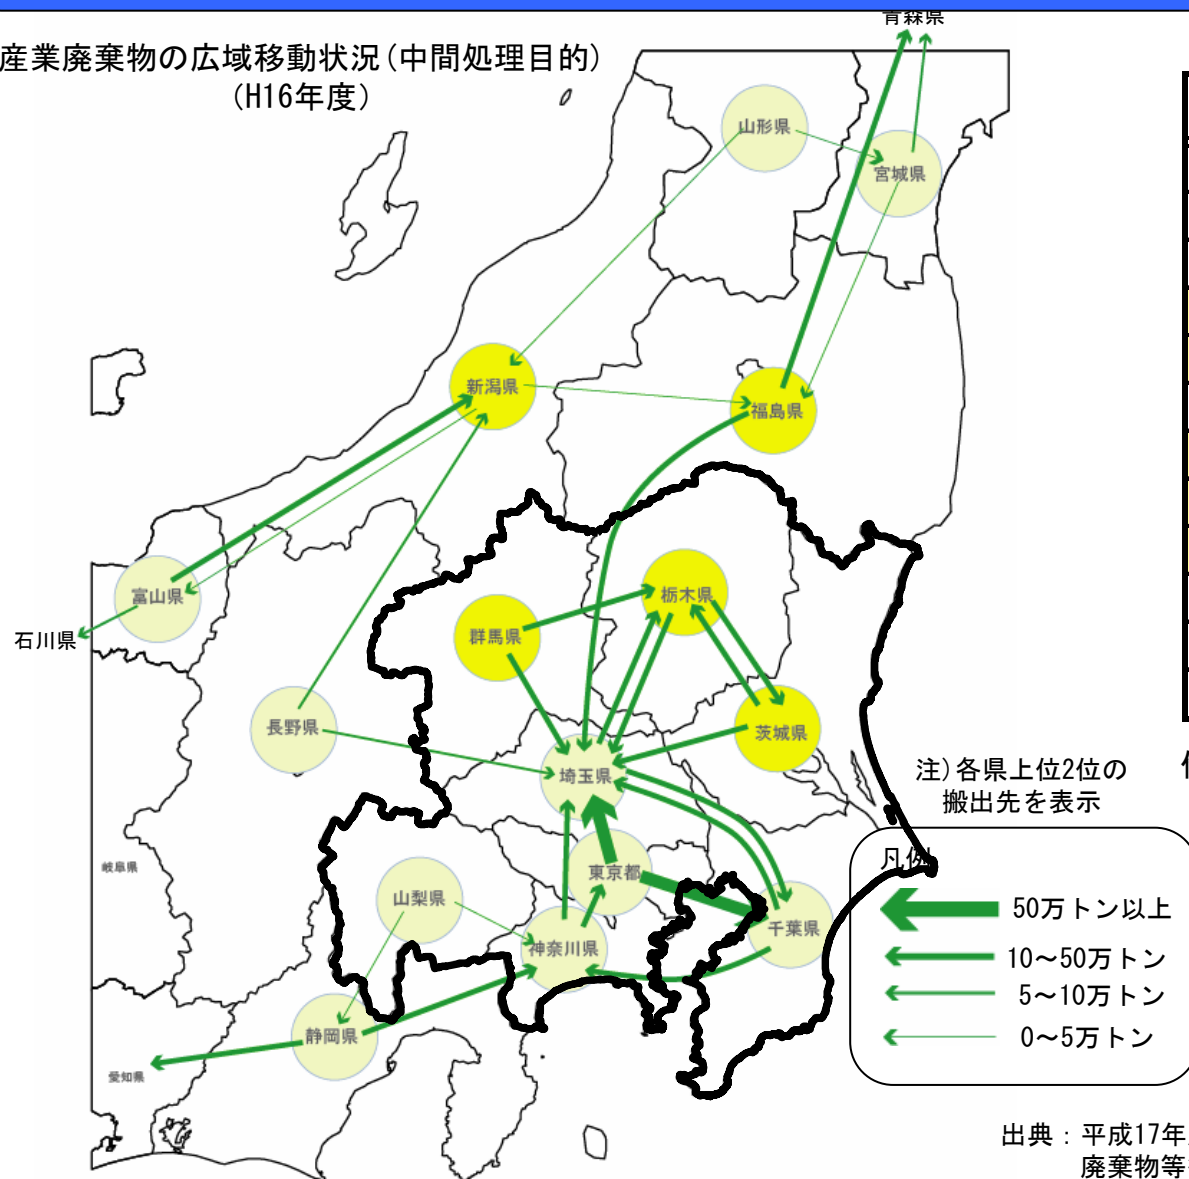 青森県
産業廃棄物の広域移動状況(中間処理目的)
(H16年度)
山形県
宮城県
新潟県
福島県
富山県
石川県
栃木県
群馬県
長野県
茨城県
埼玉県
岐阜県
東京都
山梨県
千葉県
神奈川県
静岡県
愛知県
注)各県上位2位の
搬出先を表示
凡例
50万トン以上
10～50万トン
5～10万トン
0～5万トン
出典：平成17年
廃棄物等